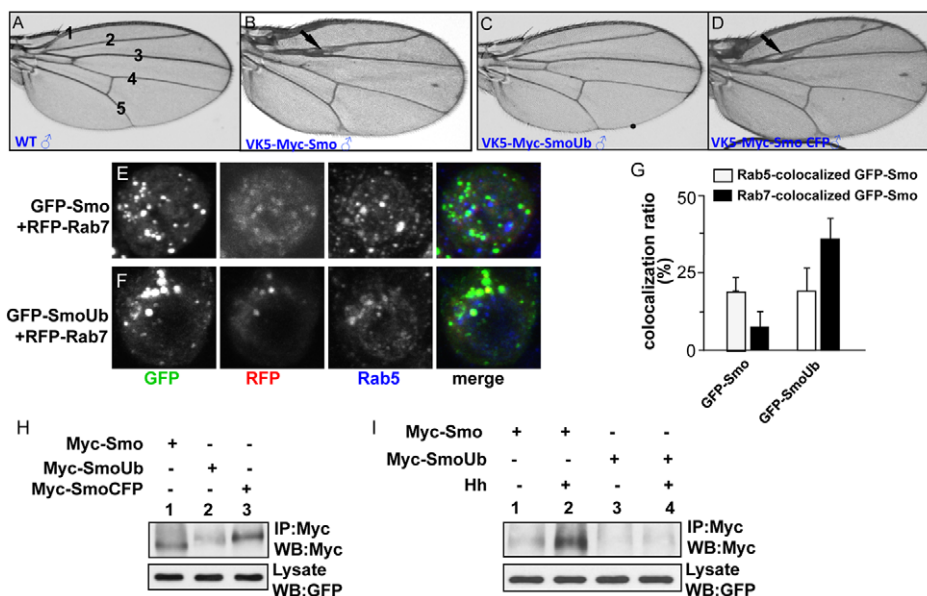 A
1
2
3
4
5
WT ♂
B
VK5-Myc-Smo ♂
C
VK5-Myc-SmoUb ♂
D
VK5-Myc-Smo CFP ♂
E
GFP-Smo
+RFP-Rab7
F
GFP-SmoUb
+RFP-Rab7
GFP
RFP
Rab5
merge
G
Rab5-colocalized GFP-Smo
Rab7-colocalized GFP-Smo
colocalization ratio
(%)
50
25
0
GFP-Smo
GFP-SmoUb
H
Myc-Smo + - -
Myc-SmoUb - + -
Myc-SmoCFP - - +
1 2 3
IP:Myc
WB:Myc
Lysate
WB:GFP
I
Myc-Smo + + - -
Myc-SmoUb - - + +
Hh - + - +
1 2 3 4
IP:Myc
WB:Myc
Lysate
WB:GFP